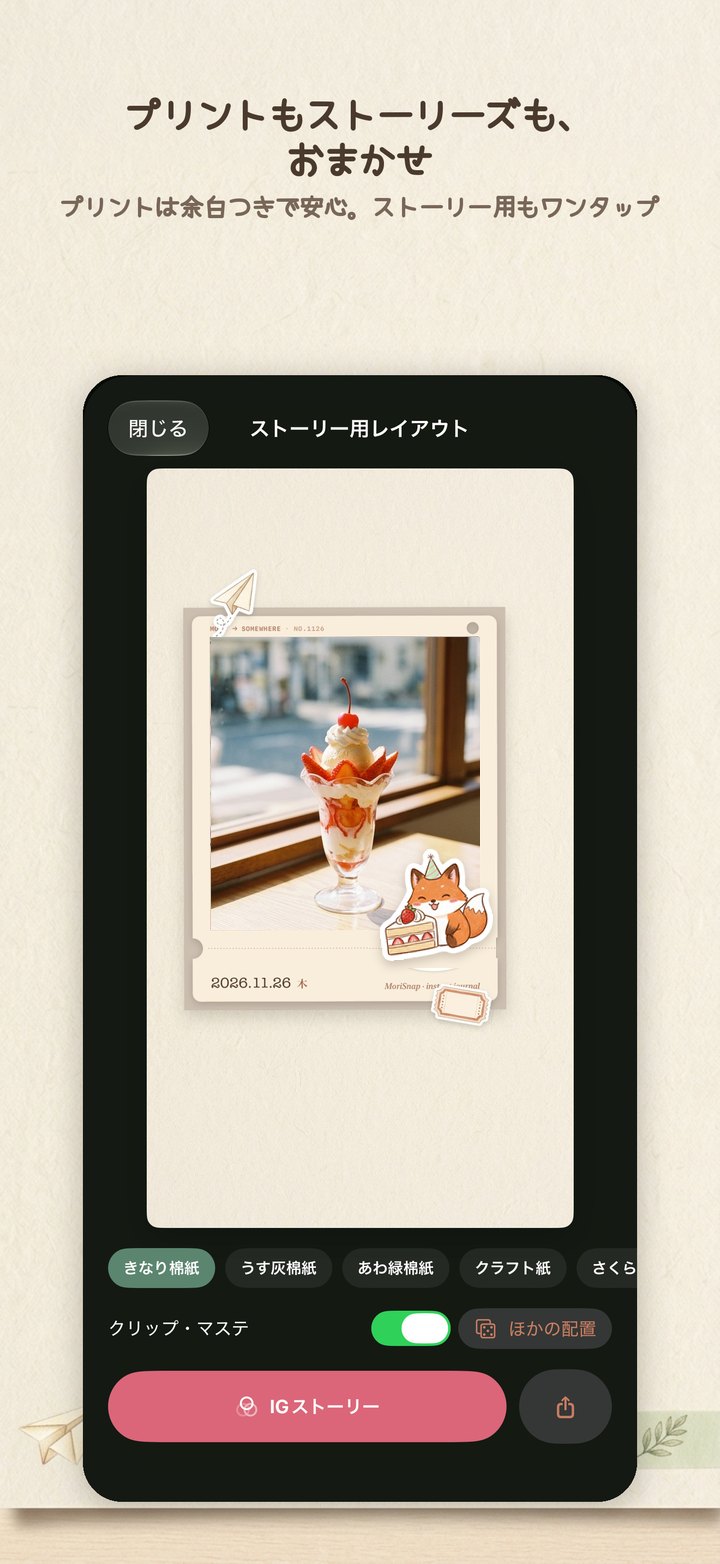 プリントもストーリーズも、
おまかせ
プリントは余白つきで安心。ストーリー用もワンタップ
閉じる
ストーリー用レイアウト
→ SOMEWHERE · NO.1126
2026.11.26 木
MoriSnap · journal
きなり棉紙
うす灰棉紙
あわ緑棉紙
クラフト紙
さくら
クリップ・マステ
ほかの配置
IGストーリー